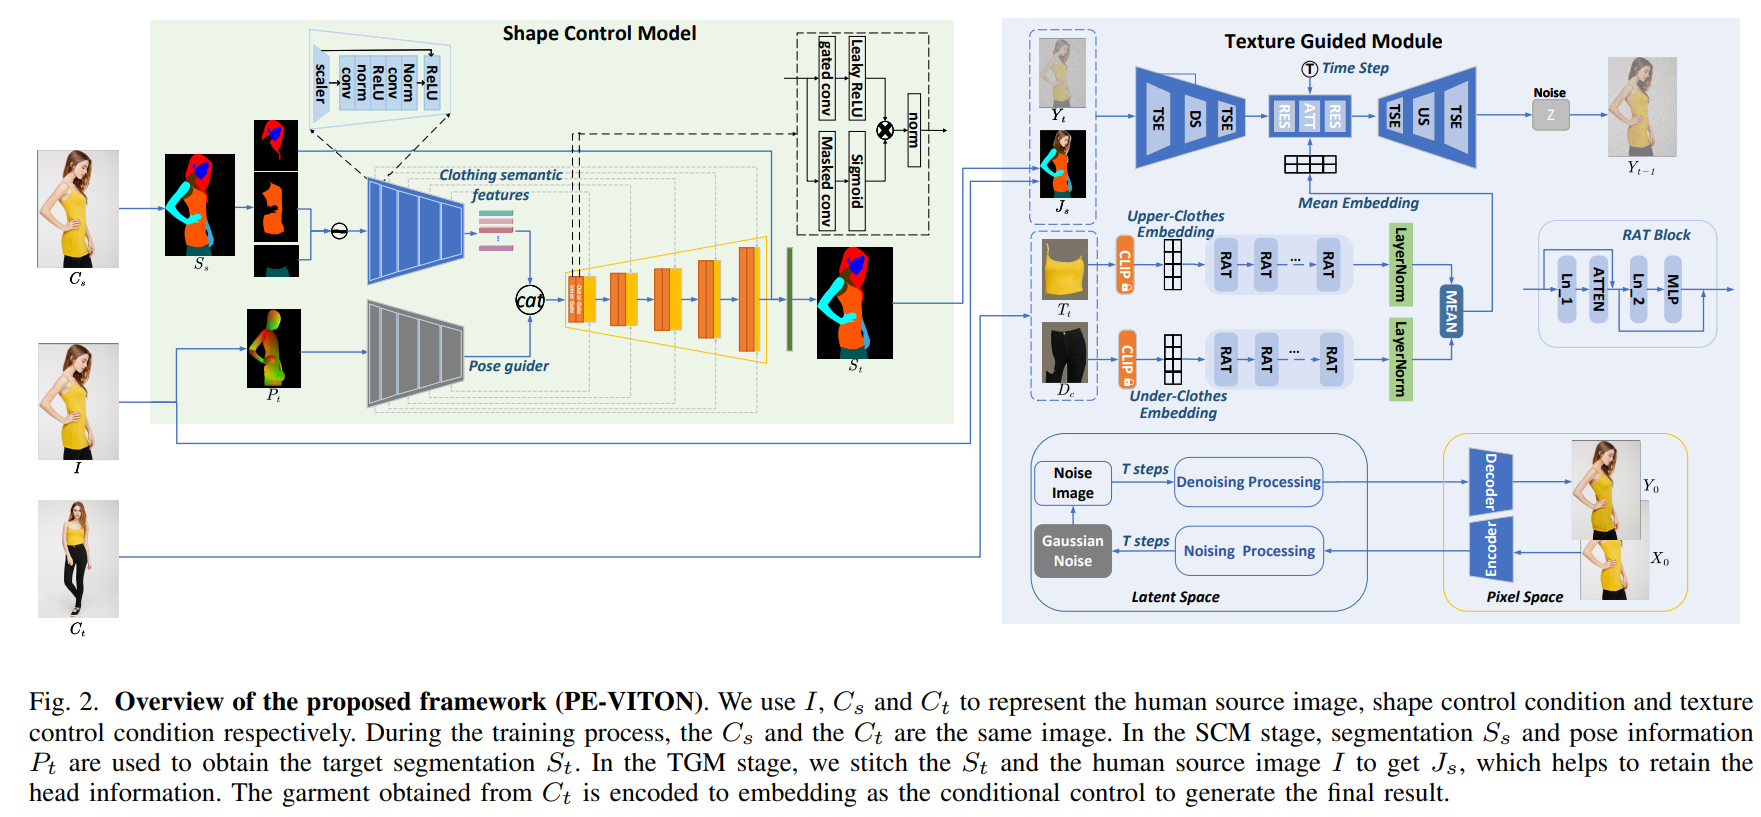 Shape Control Model
scaler
conv
norm
ReLU
conv
Norm
ReLU
gated conv
Leaky ReLU
Masked conv
Sigmoid
norm
Clothing semantic
features
C_s
S_s
cat
Outer Gate
Inner Gate
P_t
Pose guider
S_t
I
C_t
Texture Guided Module
T Time Step
Y_t
J_s
TSE
DS
TSE
RES
ATT
RES
TSE
US
TSE
Noise
Z
Y_{t-1}
Mean Embedding
Upper-Clothes
Embedding
CLIP
RAT
RAT
...
RAT
LayerNorm
T_t
MEAN
CLIP
RAT
RAT
...
RAT
LayerNorm
D_c
Under-Clothes
Embedding
RAT Block
Ln_1
ATTEN
Ln_2
MLP
Noise
Image
T steps
Denoising Processing
Decoder
Y_0
Gaussian
Noise
T steps
Noising Processing
Encoder
X_0
Latent Space
Pixel Space
Fig. 2. Overview of the proposed framework (PE-VITON). We use I, C_s and C_t to represent the human source image, shape control condition and texture
control condition respectively. During the training process, the C_s and the C_t are the same image. In the SCM stage, segmentation S_s and pose information
P_t are used to obtain the target segmentation S_t. In the TGM stage, we stitch the S_t and the human source image I to get J_s, which helps to retain the
head information. The garment obtained from C_t is encoded to embedding as the conditional control to generate the final result.